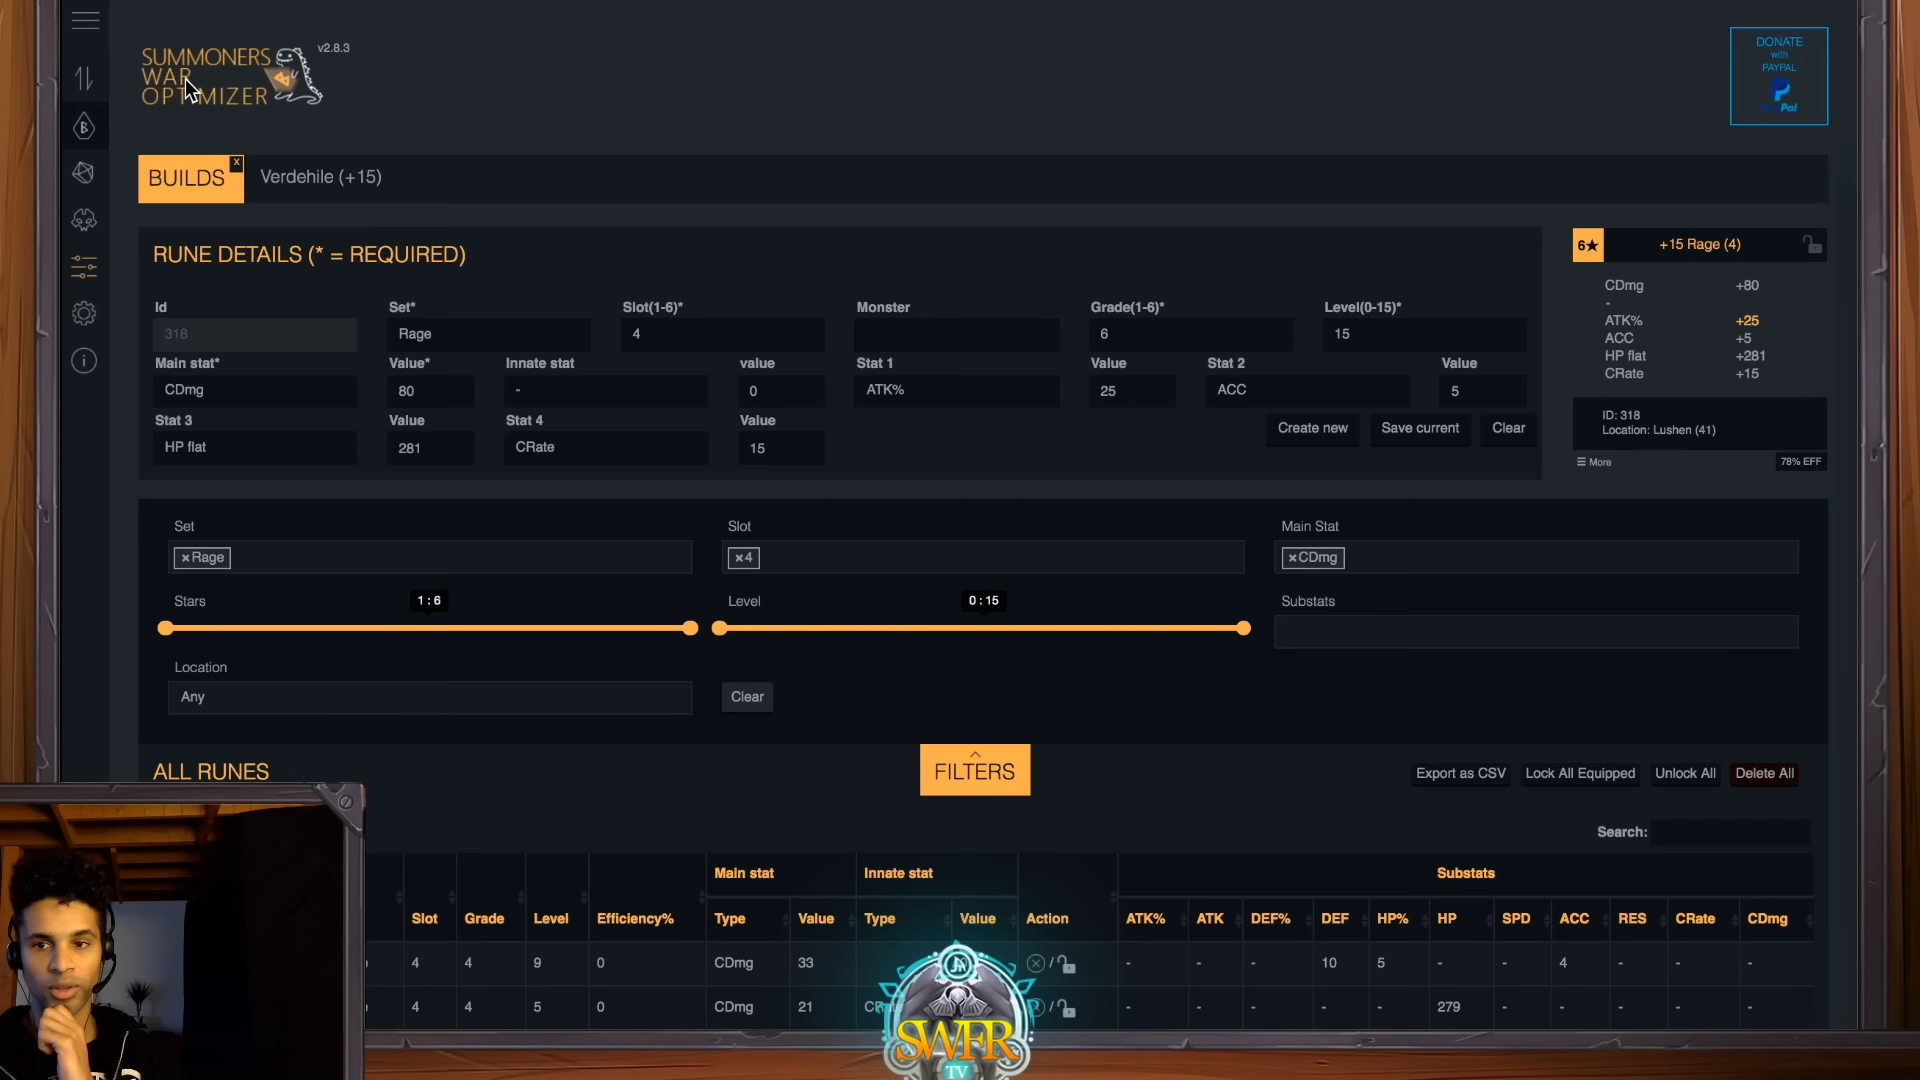 SUMMONERS
WAR
OPTIMIZER
v2.8.3
DONATE
with
PAYPAL
BUILDS x
Verdehile (+15)
RUNE DETAILS (* = REQUIRED)
Id
Set*
Slot(1-6)*
Monster
Grade(1-6)*
Level(0-15)*
318
Rage
4
6
15
Main stat*
Value*
Innate stat
value
Stat 1
Value
Stat 2
Value
CDmg
80
-
0
ATK%
25
ACC
5
Stat 3
Value
Stat 4
Value
HP flat
281
CRate
15
Create new
Save current
Clear
6★
+15 Rage (4)
CDmg +80
-
ATK% +25
ACC +5
HP flat +281
CRate +15
ID: 318
Location: Lushen (41)
More
78% EFF
Set
Slot
Main Stat
×Rage
×4
×CDmg
Stars
1 : 6
Level
0 : 15
Substats
Location
Any
Clear
ALL RUNES
FILTERS
Export as CSV
Lock All Equipped
Unlock All
Delete All
Search:
Main stat
Innate stat
Substats
Slot Grade Level Efficiency% Type Value Type Value Action ATK% ATK DEF% DEF HP% HP SPD ACC RES CRate CDmg
4 4 9 0 CDmg 33 / - - - 10 5 - - 4 - - -
4 4 5 0 CDmg 21 / - - - - - 279 - - - - -
SWFR
TV